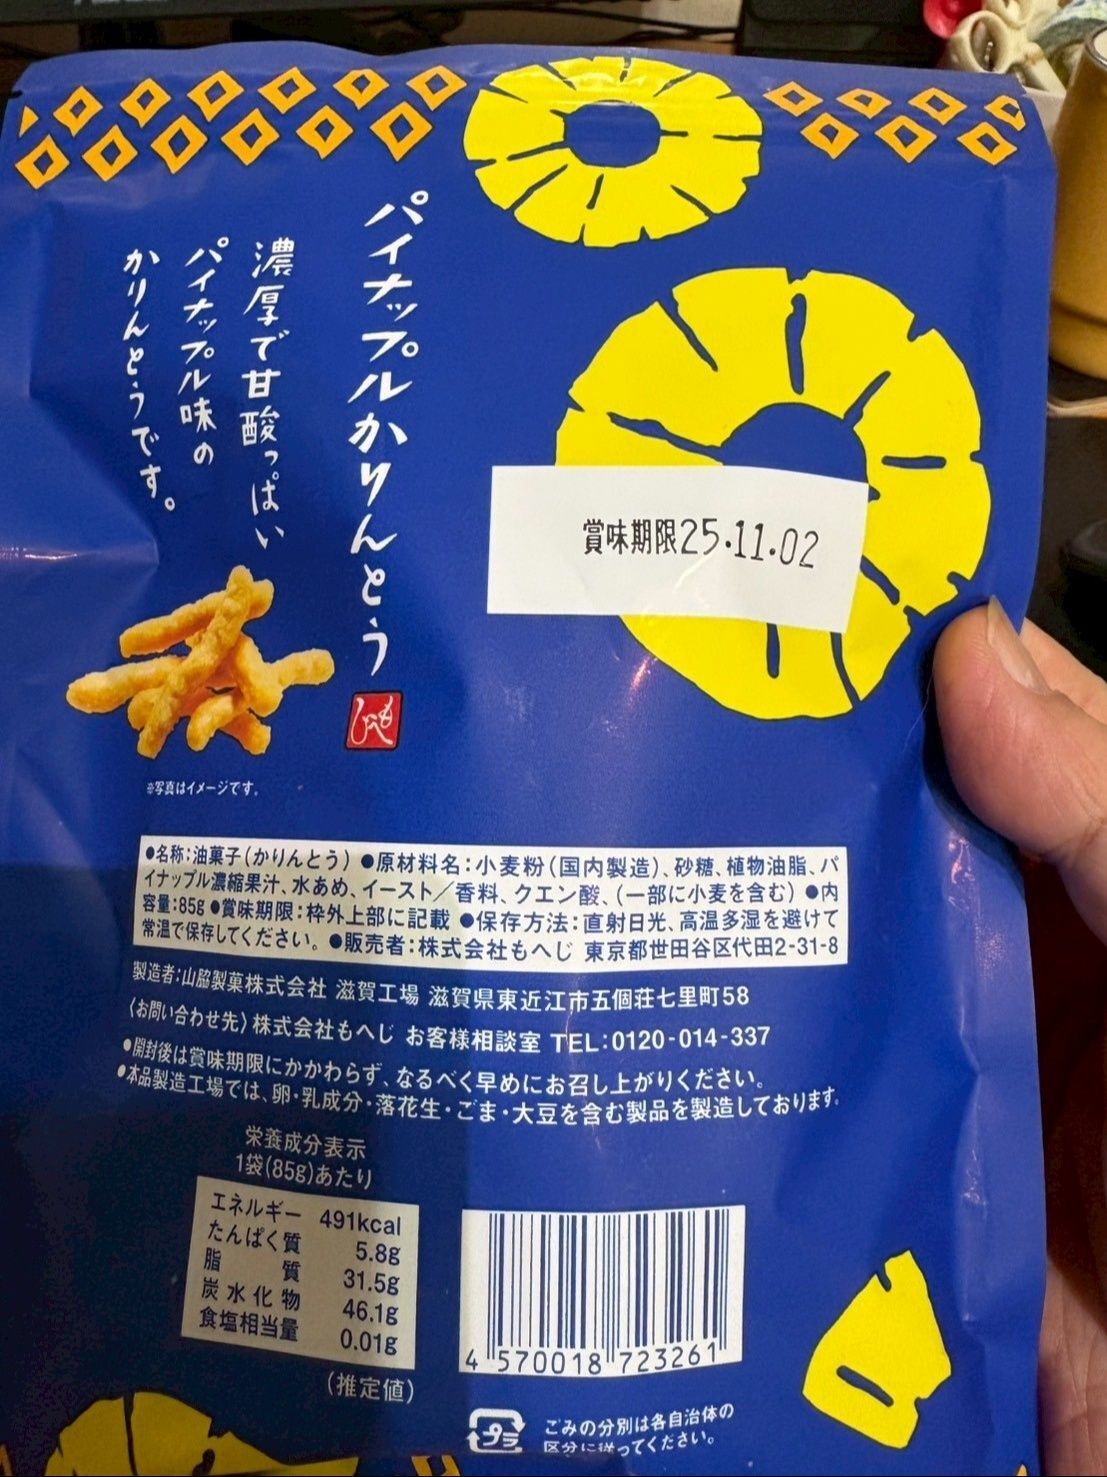 パイナップルかりんとう
濃厚で甘酸っぱい
パイナップル味の
かりんとうです。
賞味期限25.11.02
もへじ
※写真はイメージです。
●名称:油菓子(かりんとう) ●原材料名:小麦粉(国内製造)、砂糖、植物油脂、パ
イナップル濃縮果汁、水あめ、イースト/香料、クエン酸、(一部に小麦を含む) ●内
容量:85g ●賞味期限:枠外上部に記載 ●保存方法:直射日光、高温多湿を避けて
常温で保存してください。 ●販売者:株式会社もへじ 東京都世田谷区代田2-31-8
製造者:山脇製菓株式会社 滋賀工場 滋賀県東近江市五個荘七里町58
〈お問い合わせ先〉株式会社もへじ お客様相談室 TEL:0120-014-337
●開封後は賞味期限にかかわらず、なるべく早めにお召し上がりください。
●本品製造工場では、卵・乳成分・落花生・ごま・大豆を含む製品を製造しております。
栄養成分表示
1袋(85g)あたり
エネルギー 491kcal
たんぱく質 5.8g
脂質 31.5g
炭水化物 46.1g
食塩相当量 0.01g
(推定値)
4 570018 723261
プラ
ごみの分別は各自治体の
区分に従ってください。